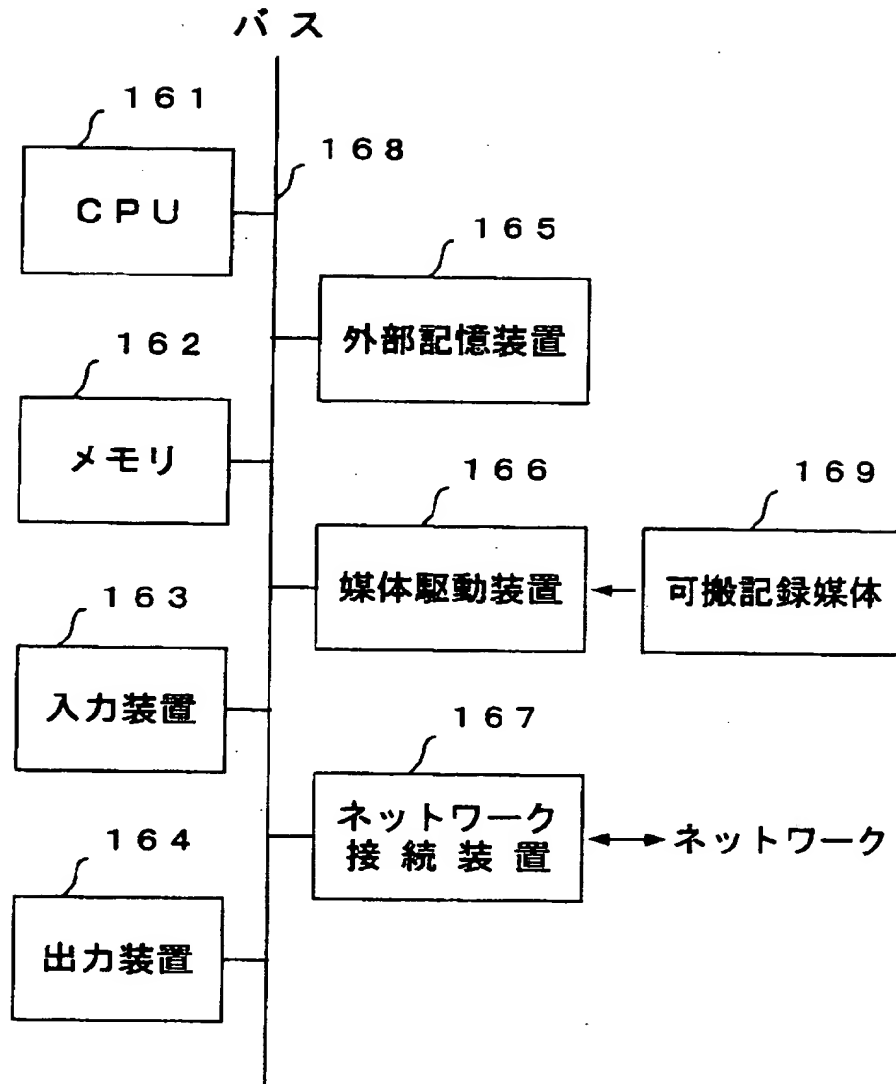 バス
161
CPU
168
165
外部記憶装置
162
メモリ
166
媒体駆動装置
169
可搬記録媒体
163
入力装置
167
ネットワーク
接続装置
ネットワーク
164
出力装置